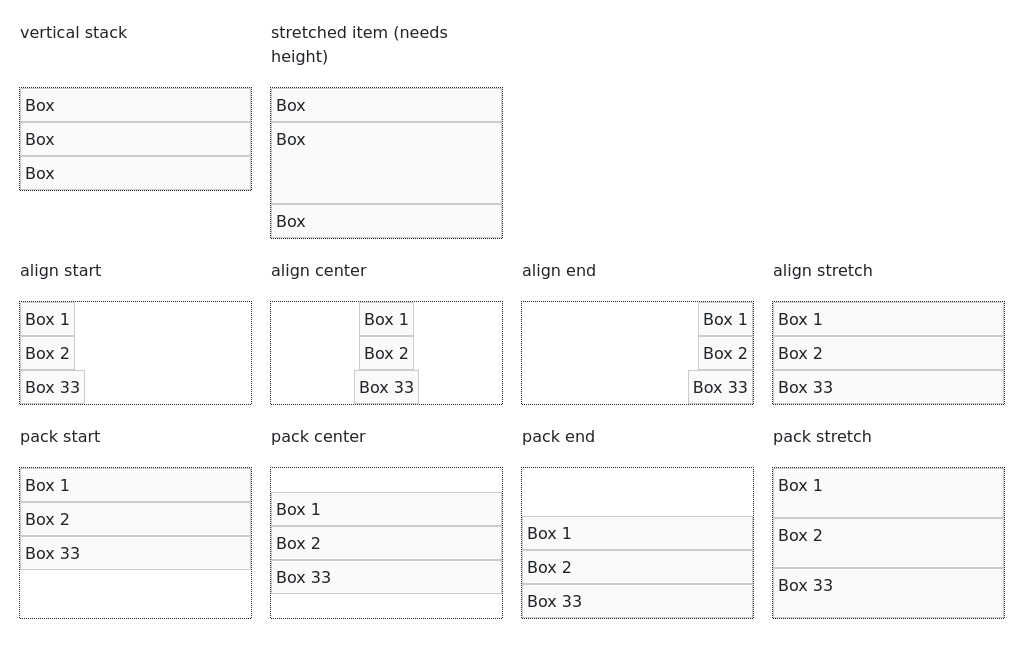 vertical stack
Box
Box
Box
stretched item (needs
height)
Box
Box
Box
align start
Box 1
Box 2
Box 33
align center
Box 1
Box 2
Box 33
align end
Box 1
Box 2
Box 33
align stretch
Box 1
Box 2
Box 33
pack start
Box 1
Box 2
Box 33
pack center
Box 1
Box 2
Box 33
pack end
Box 1
Box 2
Box 33
pack stretch
Box 1
Box 2
Box 33